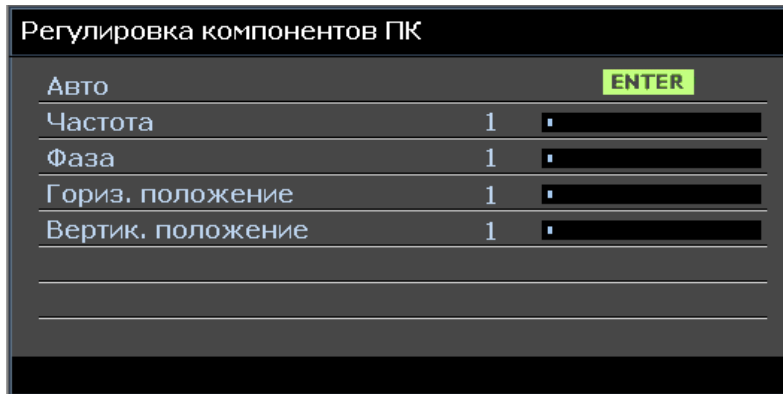 Регулировка компонентов ПК
Авто ENTER
Частота 1
Фаза 1
Гориз. положение 1
Вертик. положение 1